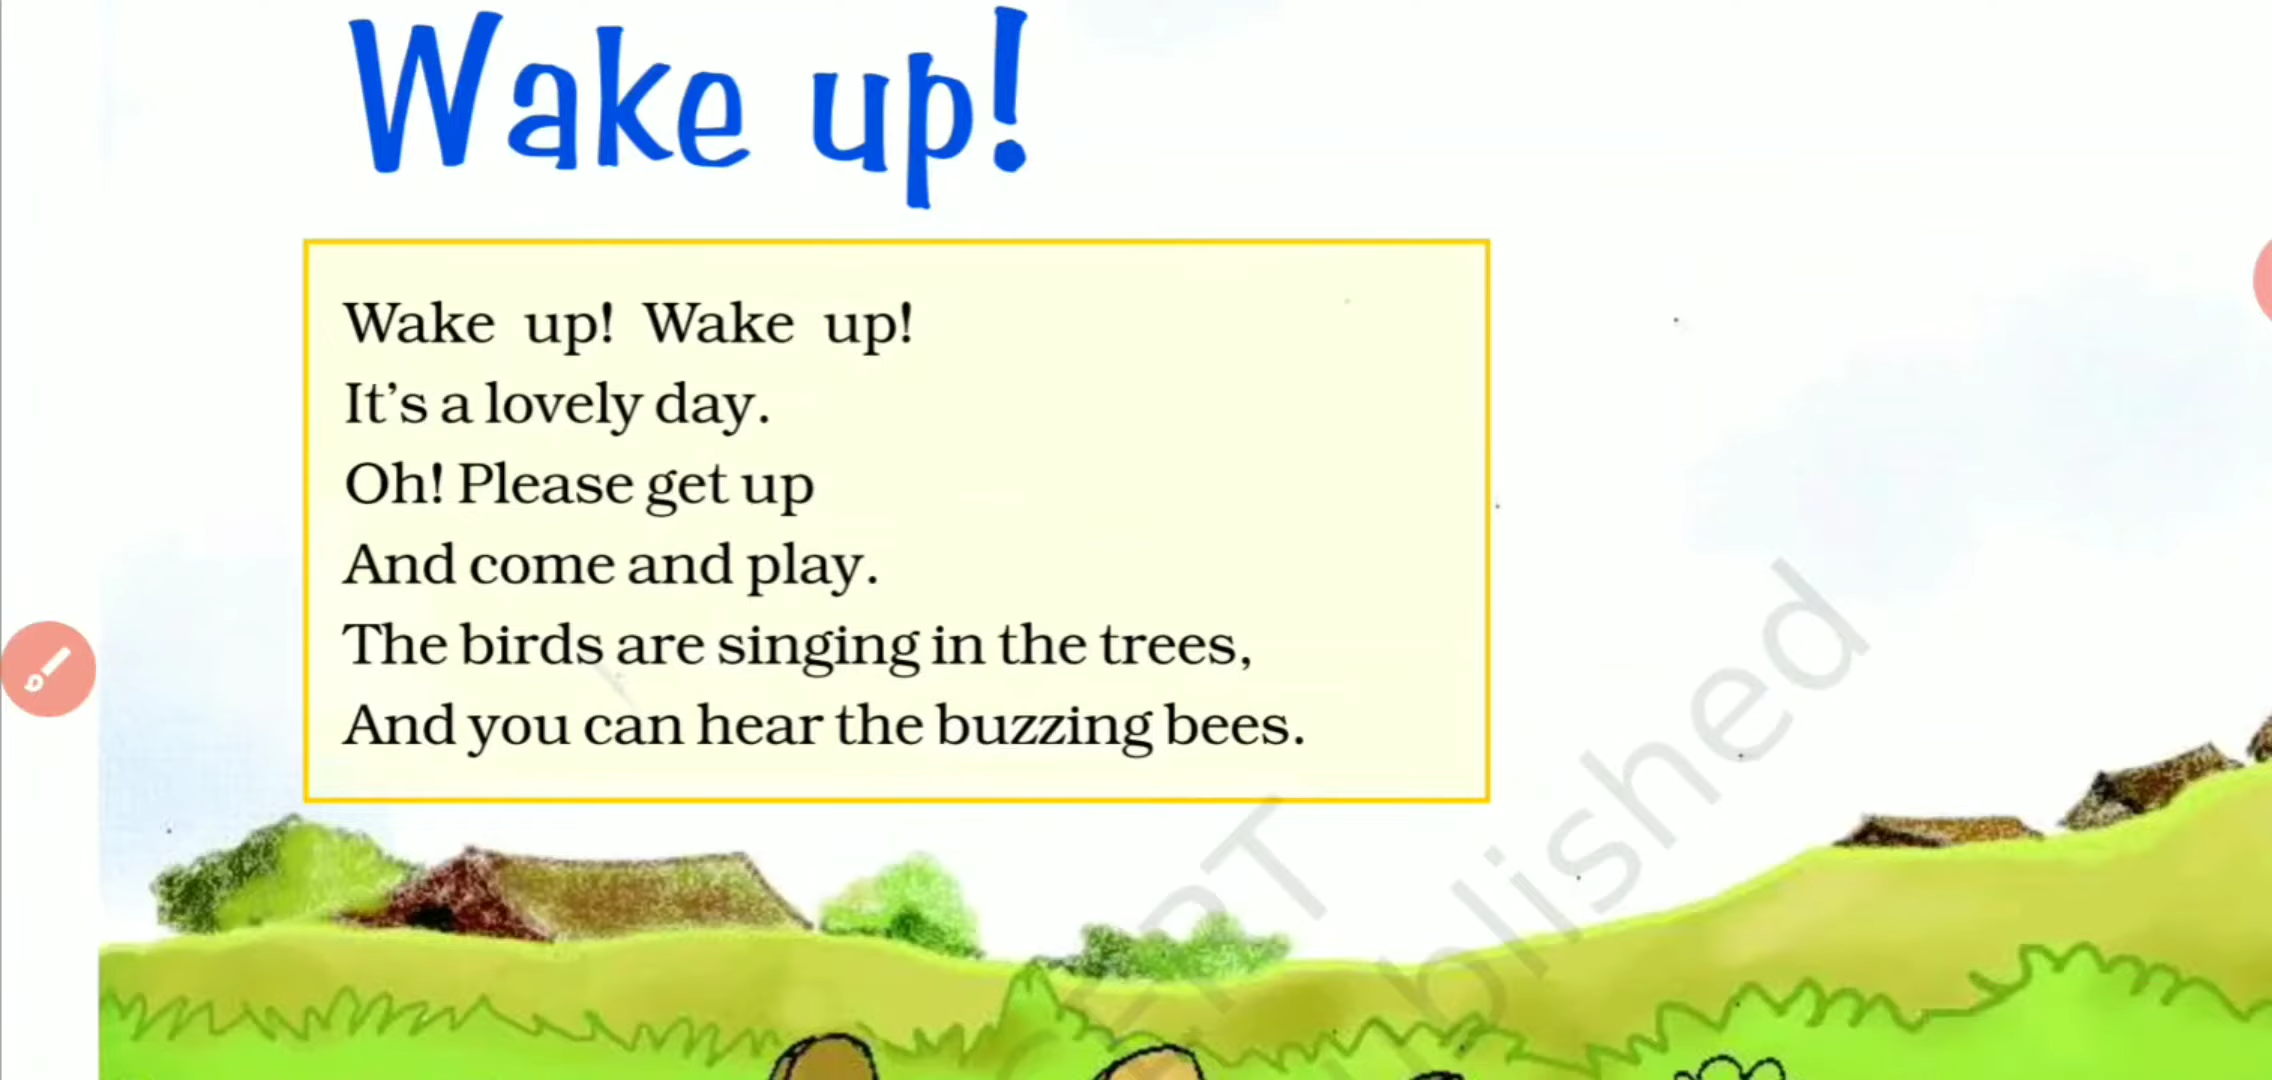 Wake up!
Wake up! Wake up!
It's a lovely day.
Oh! Please get up
And come and play.
The birds are singing in the trees,
And you can hear the buzzing bees.